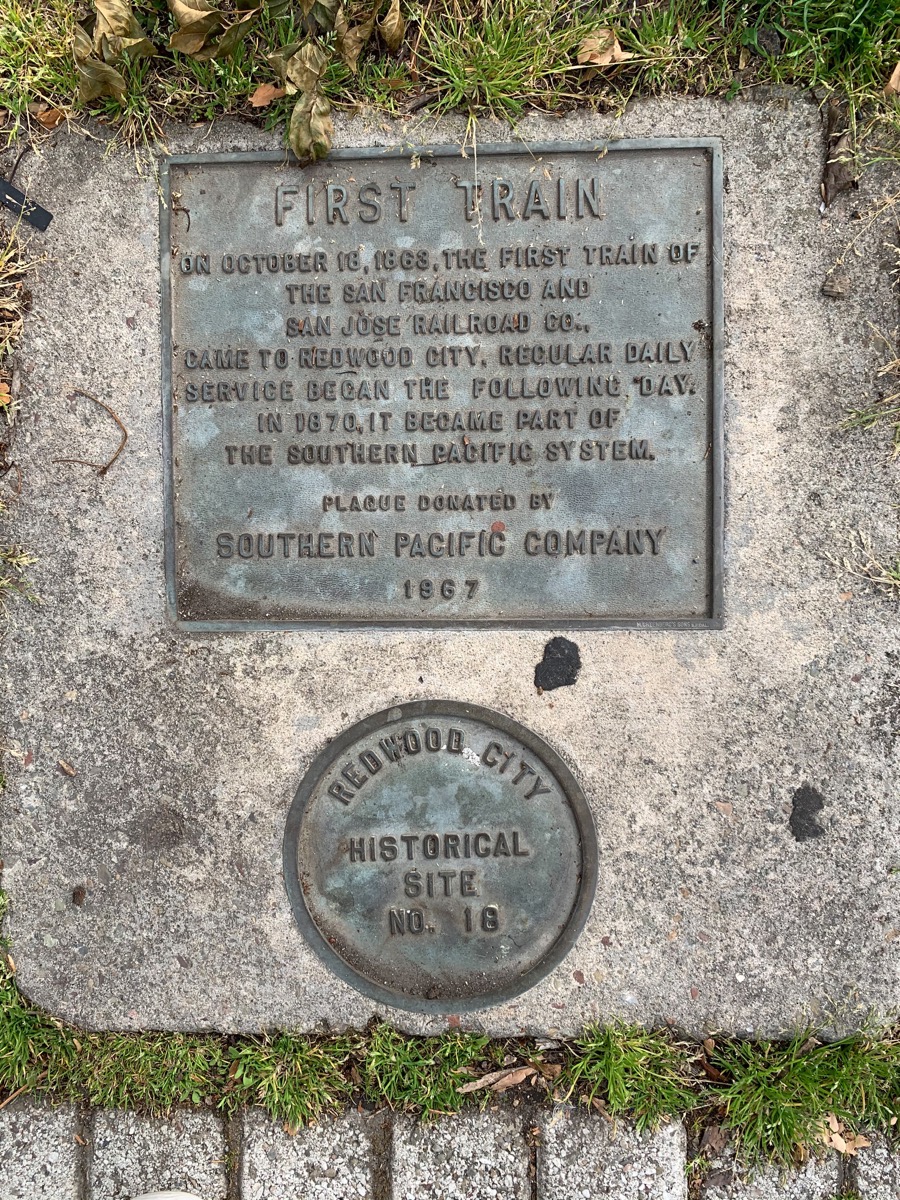 FIRST TRAIN
ON OCTOBER 18, 1863, THE FIRST TRAIN OF
THE SAN FRANCISCO AND
SAN JOSE RAILROAD CO.,
CAME TO REDWOOD CITY. REGULAR DAILY
SERVICE BEGAN THE FOLLOWING DAY.
IN 1870, IT BECAME PART OF
THE SOUTHERN PACIFIC SYSTEM.
PLAQUE DONATED BY
SOUTHERN PACIFIC COMPANY
1967
REDWOOD CITY
HISTORICAL
SITE
NO. 18